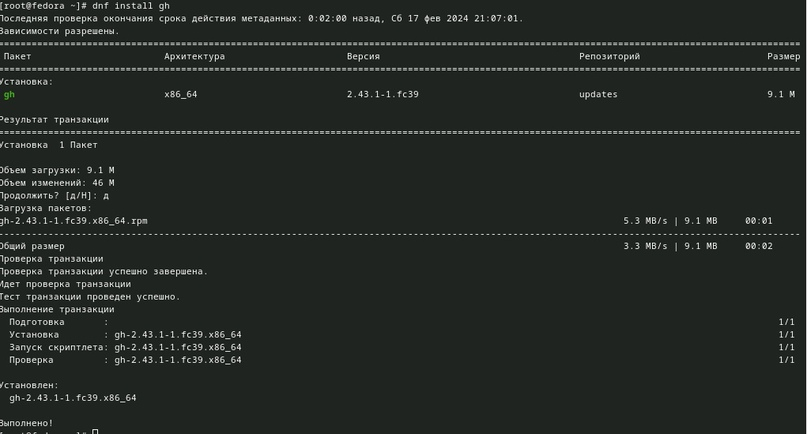 [root@fedora ~]# dnf install gh
Последняя проверка окончания срока действия метаданных: 0:02:00 назад, Сб 17 фев 2024 21:07:01.
Зависимости разрешены.
Пакет Архитектура Версия Репозиторий Размер
Установка:
gh x86_64 2.43.1-1.fc39 updates 9.1 M
Результат транзакции
Установка 1 Пакет
Объем загрузки: 9.1 M
Объем изменений: 46 M
Продолжить? [д/Н]: д
Загрузка пакетов:
gh-2.43.1-1.fc39.x86_64.rpm 5.3 MB/s | 9.1 MB 00:01
Общий размер 3.3 MB/s | 9.1 MB 00:02
Проверка транзакции
Проверка транзакции успешно завершена.
Идет проверка транзакции
Тест транзакции проведен успешно.
Выполнение транзакции
Подготовка : 1/1
Установка : gh-2.43.1-1.fc39.x86_64 1/1
Запуск скриптлета: gh-2.43.1-1.fc39.x86_64 1/1
Проверка : gh-2.43.1-1.fc39.x86_64 1/1
Установлен:
gh-2.43.1-1.fc39.x86_64
Выполнено!